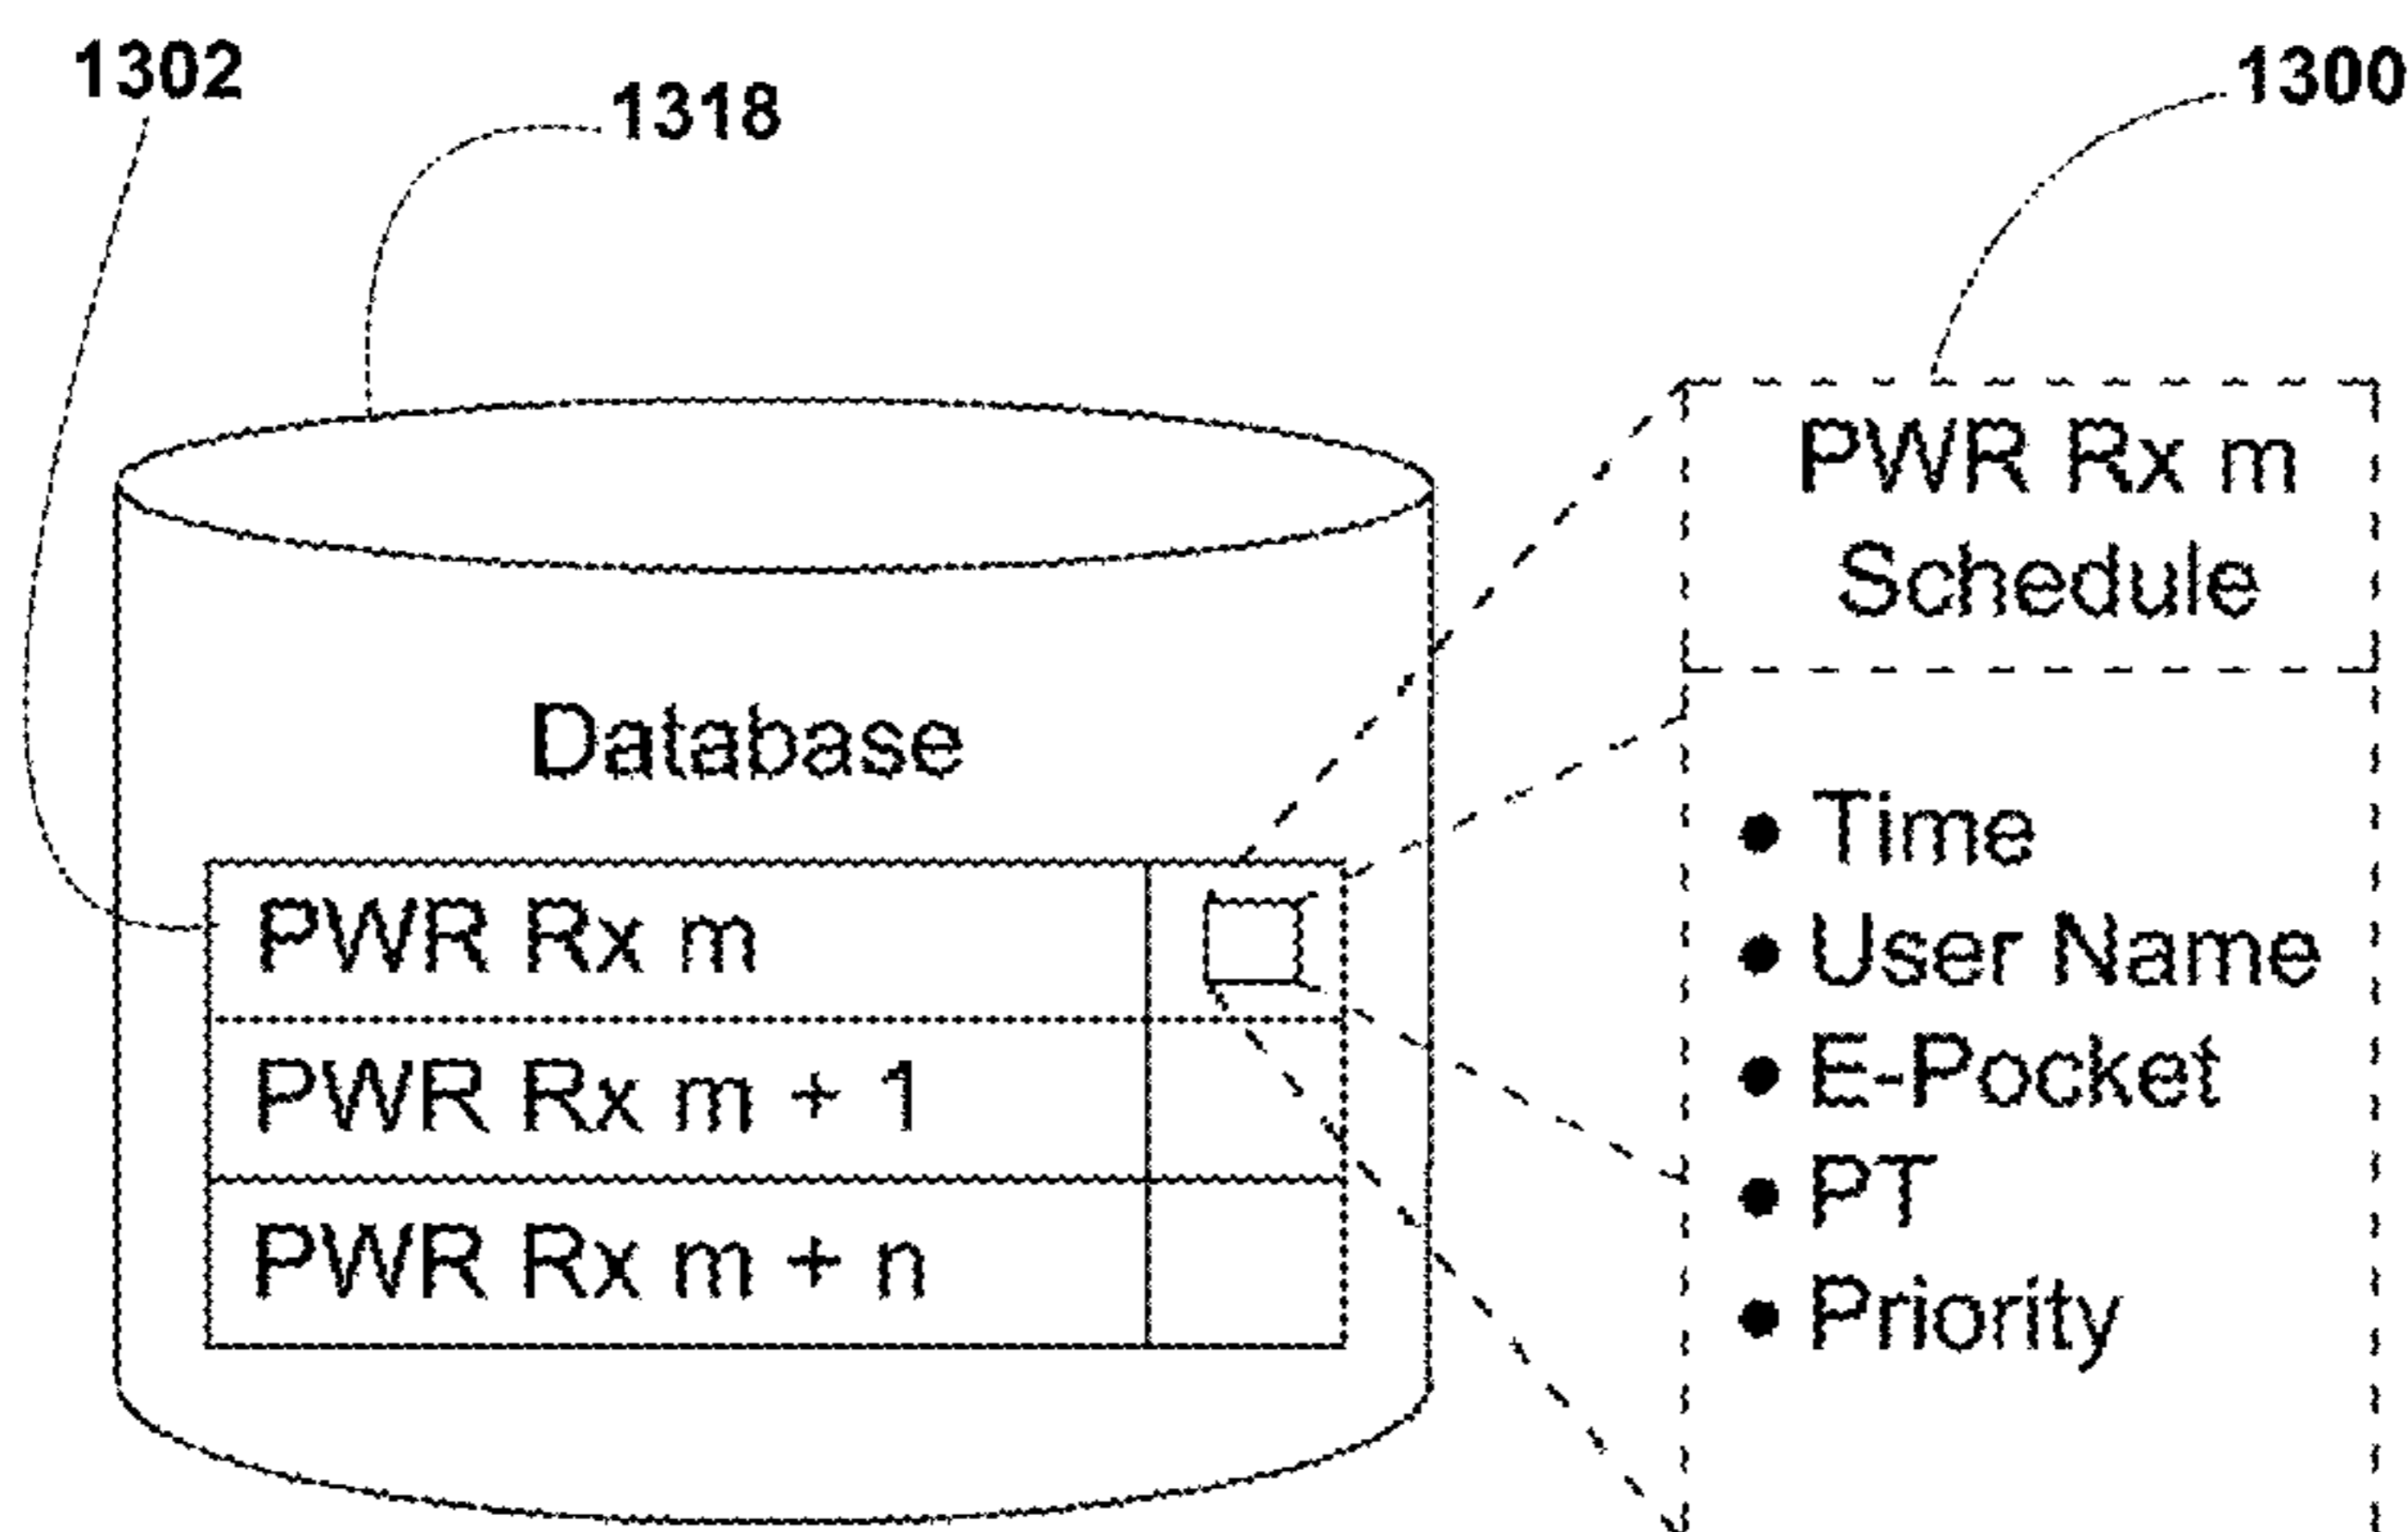 1302
1318
1300
PWR Rx m
Schedule
Database
PWR Rx m
PWR Rx m + 1
PWR Rx m + n
• Time
• User Name
• E-Pocket
• PT
• Priority